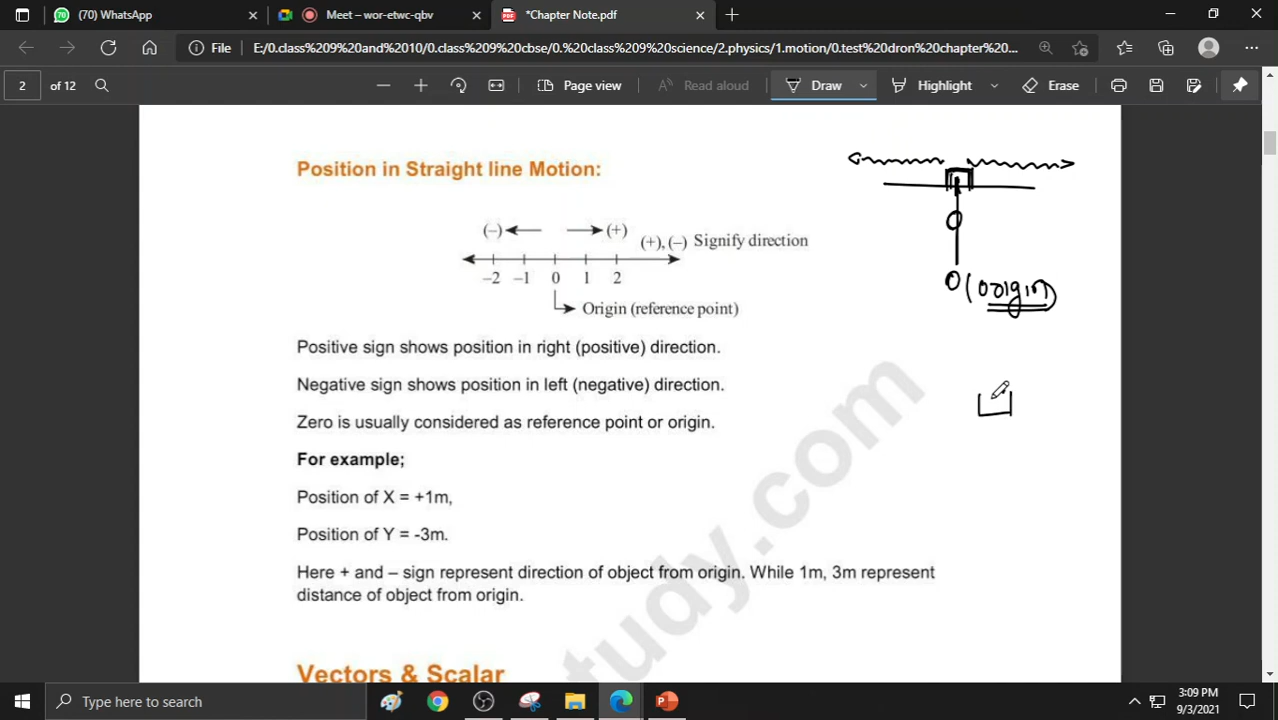 (70) WhatsApp
Meet – wor-etwc-qbv
*Chapter Note.pdf
File
E:/0.class%209%20and%2010/0.class%209%20cbse/0.%20class%209%20science/2.physics/1.motion/0.test%20dron%20chapter%20...
2 of 12
Page view
Read aloud
Draw
Highlight
Erase
Position in Straight line Motion:
(–) (+)
(+), (–) Signify direction
–2 –1 0 1 2
Origin (reference point)
0
0 (origin)
Positive sign shows position in right (positive) direction.
Negative sign shows position in left (negative) direction.
Zero is usually considered as reference point or origin.
For example;
Position of X = +1m,
Position of Y = -3m.
Here + and – sign represent direction of object from origin. While 1m, 3m represent
distance of object from origin.
Vectors & Scalar
tudy.com
Type here to search
3:09 PM
9/3/2021